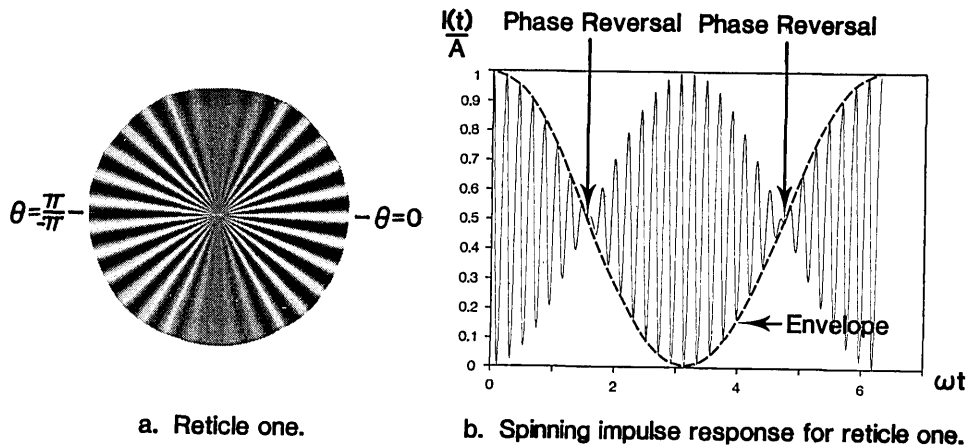 I(t)
A
Phase Reversal
Phase Reversal
1
0.9
0.8
0.7
0.6
0.5
0.4
0.3
0.2
0.1
0
0
2
4
6
ωt
Envelope
θ=π/-π
θ=0
a. Reticle one.
b. Spinning impulse response for reticle one.